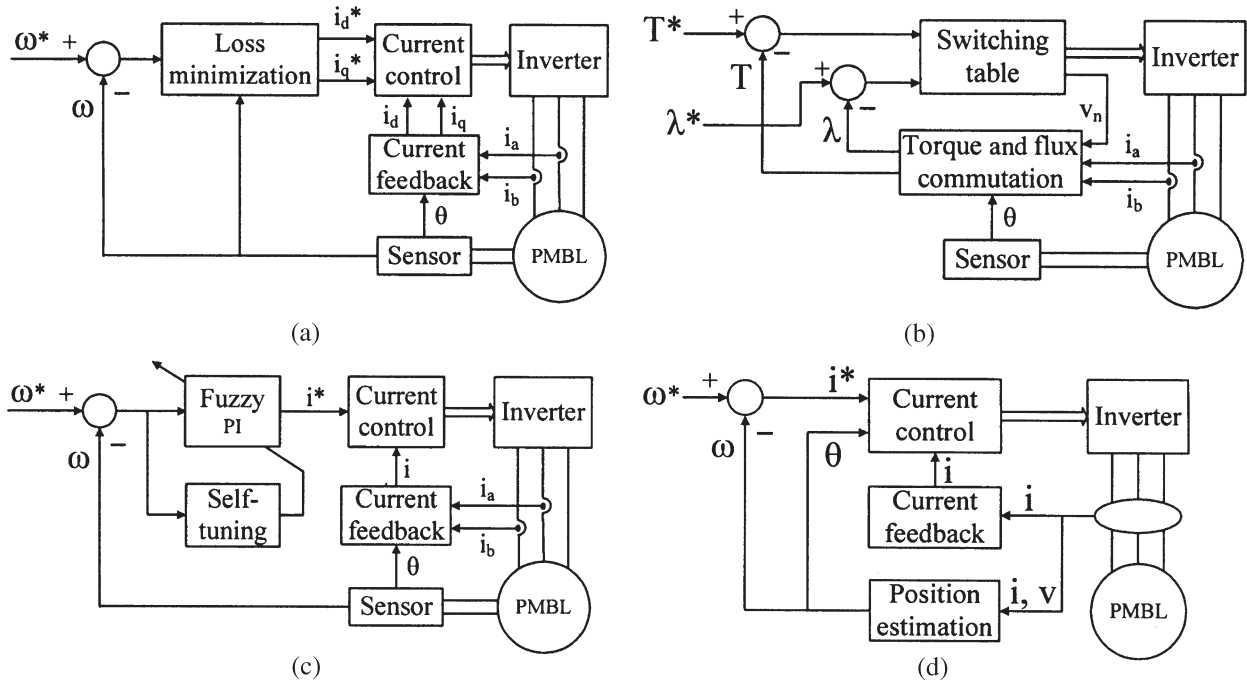 ω* + Loss minimization i_d* i_q* Current control Inverter
ω −
i_d i_q
Current feedback i_a i_b
θ
Sensor PMBL
(a)
T* + − Switching table Inverter
T + −
λ* λ v_n
Torque and flux commutation i_a i_b
θ
Sensor PMBL
(b)
ω* + Fuzzy PI i* Current control Inverter
ω − i
Self-tuning Current feedback i_a i_b
θ
Sensor PMBL
(c)
ω* + i* Current control Inverter
ω − θ i
Current feedback i
Position estimation i, v PMBL
(d)